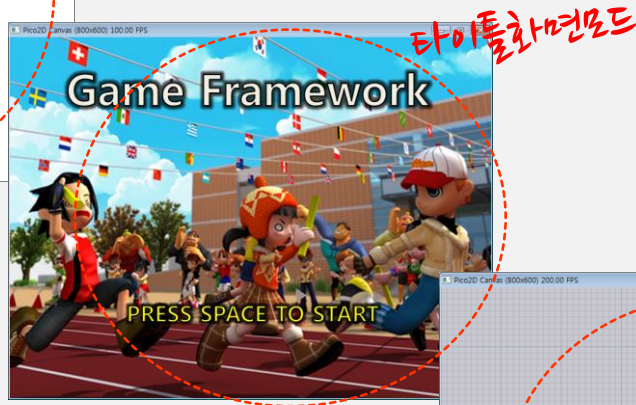 타이틀화면모드
Pico2D Canvas (800x600) 100.00 FPS
Game Framework
PRESS SPACE TO START
Pico2D Canvas (800x600) 200.00 FPS